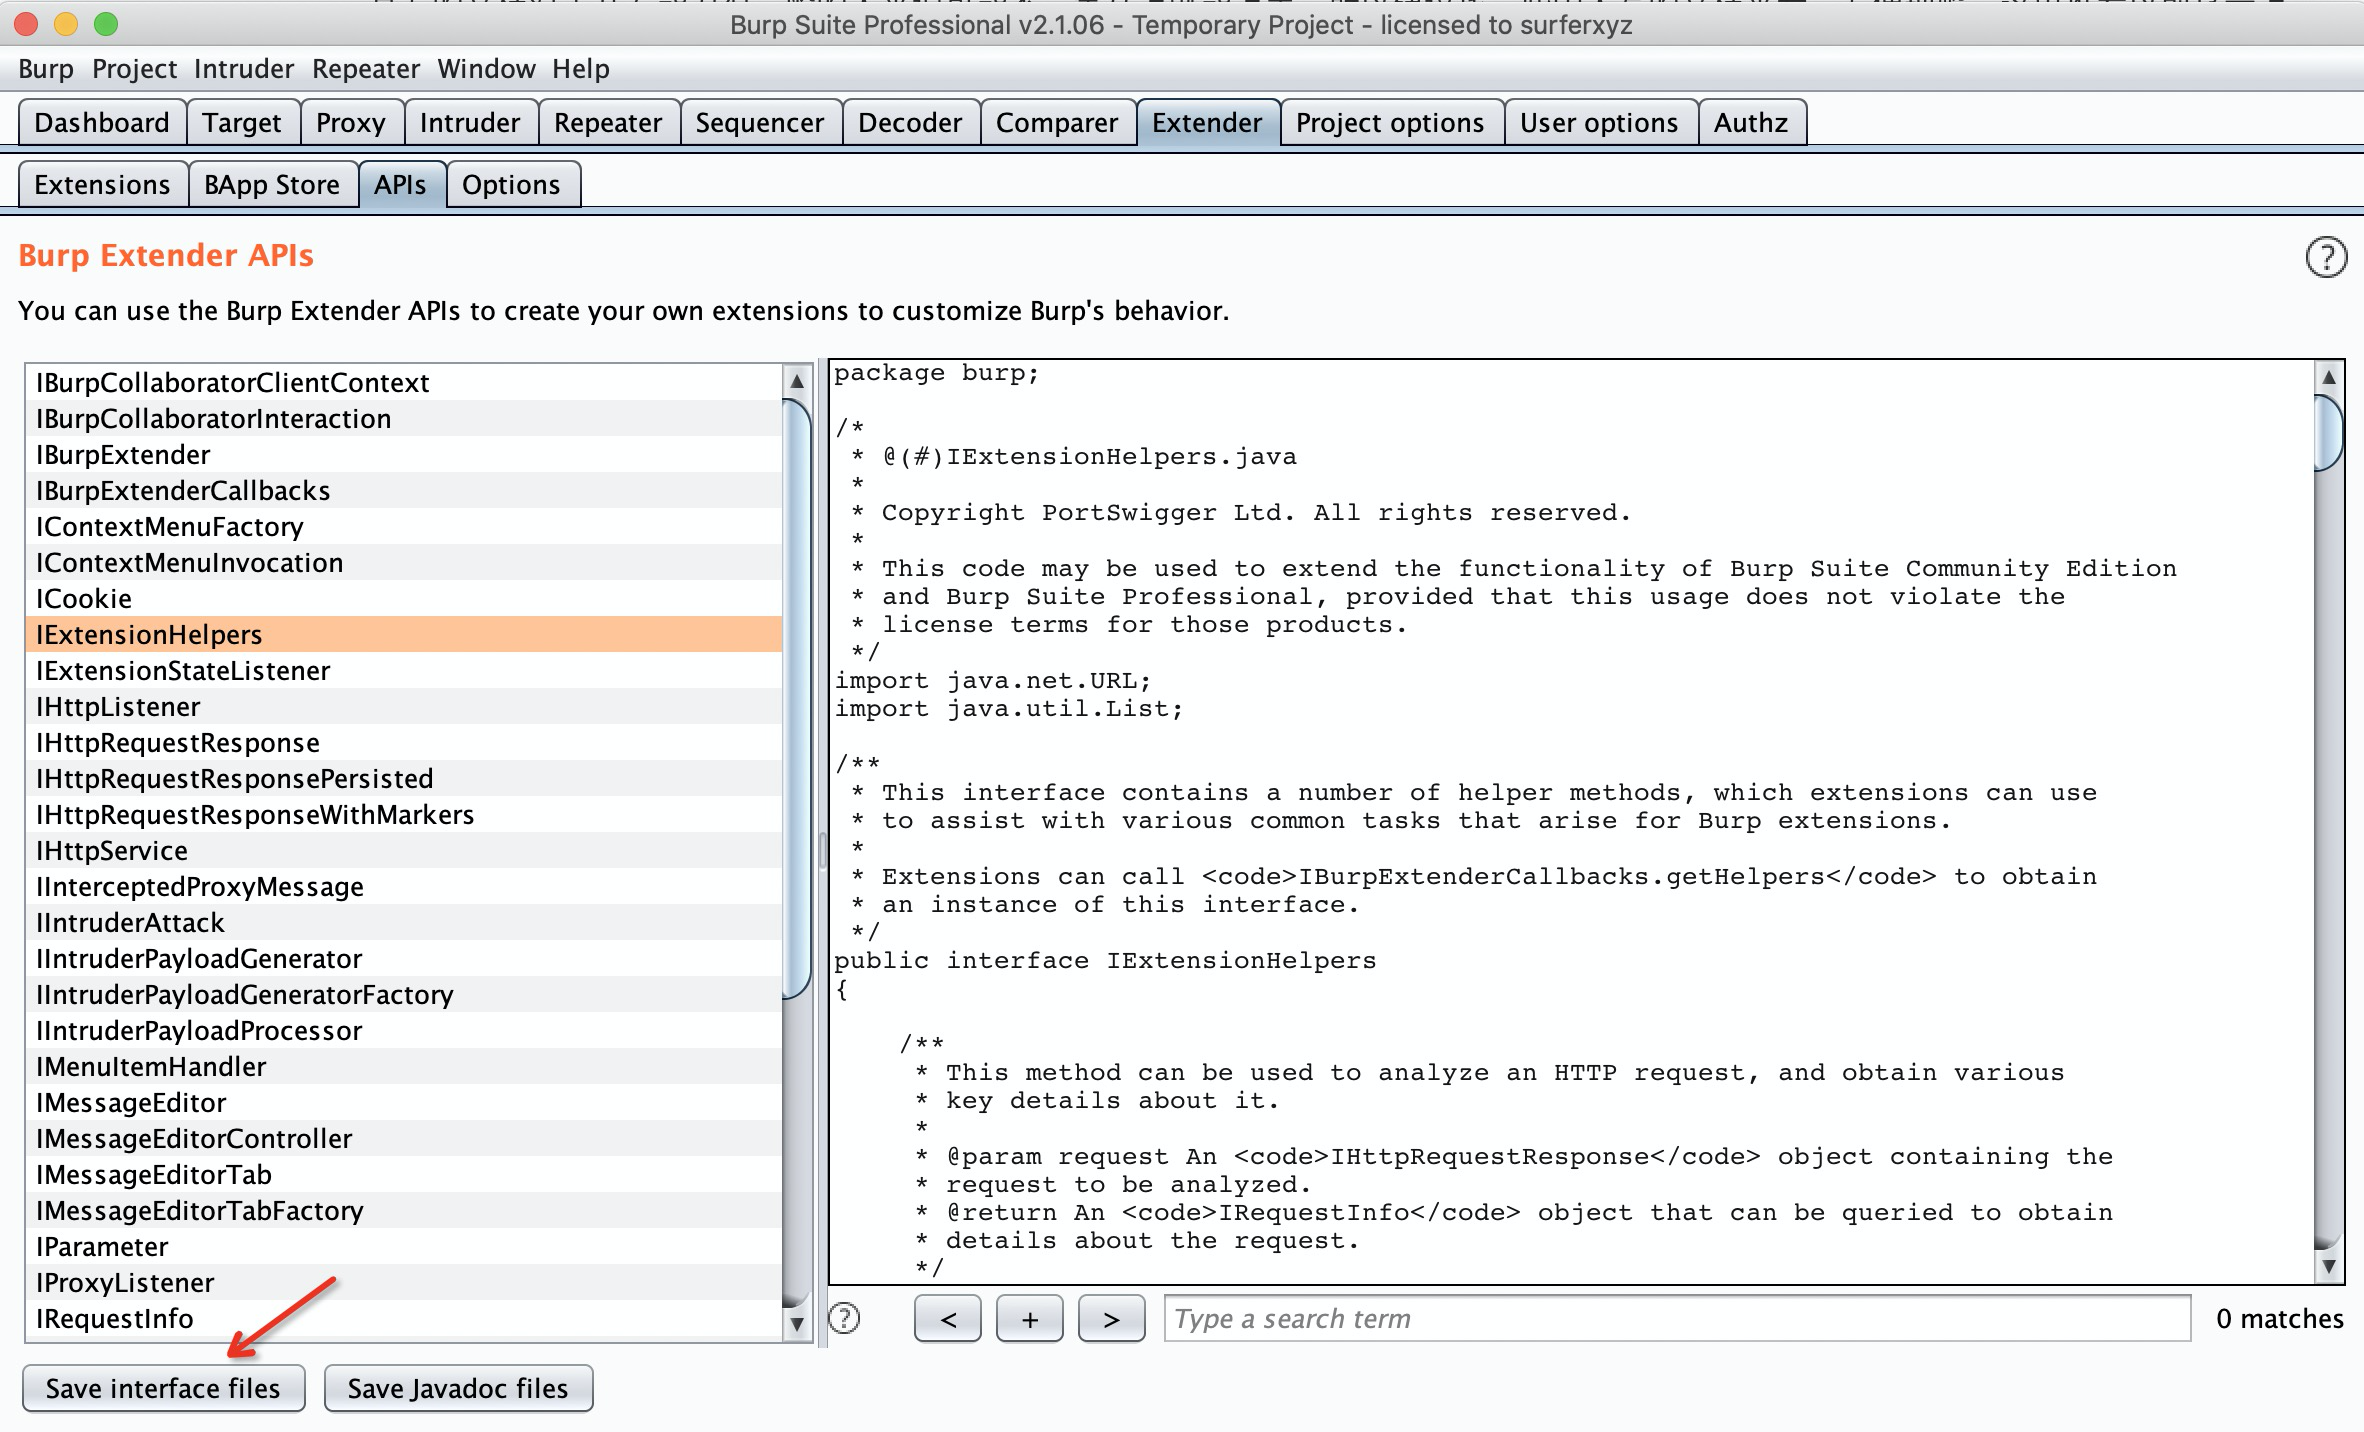 Burp Suite Professional v2.1.06 - Temporary Project - licensed to surferxyz
Burp Project Intruder Repeater Window Help
Dashboard Target Proxy Intruder Repeater Sequencer Decoder Comparer Extender Project options User options Authz
Extensions BApp Store APIs Options
Burp Extender APIs
?
You can use the Burp Extender APIs to create your own extensions to customize Burp's behavior.
IBurpCollaboratorClientContext
IBurpCollaboratorInteraction
IBurpExtender
IBurpExtenderCallbacks
IContextMenuFactory
IContextMenuInvocation
ICookie
IExtensionHelpers
IExtensionStateListener
IHttpListener
IHttpRequestResponse
IHttpRequestResponsePersisted
IHttpRequestResponseWithMarkers
IHttpService
IInterceptedProxyMessage
IIntruderAttack
IIntruderPayloadGenerator
IIntruderPayloadGeneratorFactory
IIntruderPayloadProcessor
IMenuItemHandler
IMessageEditor
IMessageEditorController
IMessageEditorTab
IMessageEditorTabFactory
IParameter
IProxyListener
IRequestInfo
package burp;
/*
* @(#)IExtensionHelpers.java
*
* Copyright PortSwigger Ltd. All rights reserved.
*
* This code may be used to extend the functionality of Burp Suite Community Edition
* and Burp Suite Professional, provided that this usage does not violate the
* license terms for those products.
*/
import java.net.URL;
import java.util.List;
/**
* This interface contains a number of helper methods, which extensions can use
* to assist with various common tasks that arise for Burp extensions.
*
* Extensions can call <code>IBurpExtenderCallbacks.getHelpers</code> to obtain
* an instance of this interface.
*/
public interface IExtensionHelpers
{
/**
* This method can be used to analyze an HTTP request, and obtain various
* key details about it.
*
* @param request An <code>IHttpRequestResponse</code> object containing the
* request to be analyzed.
* @return An <code>IRequestInfo</code> object that can be queried to obtain
* details about the request.
*/
? < + > Type a search term 0 matches
Save interface files Save Javadoc files